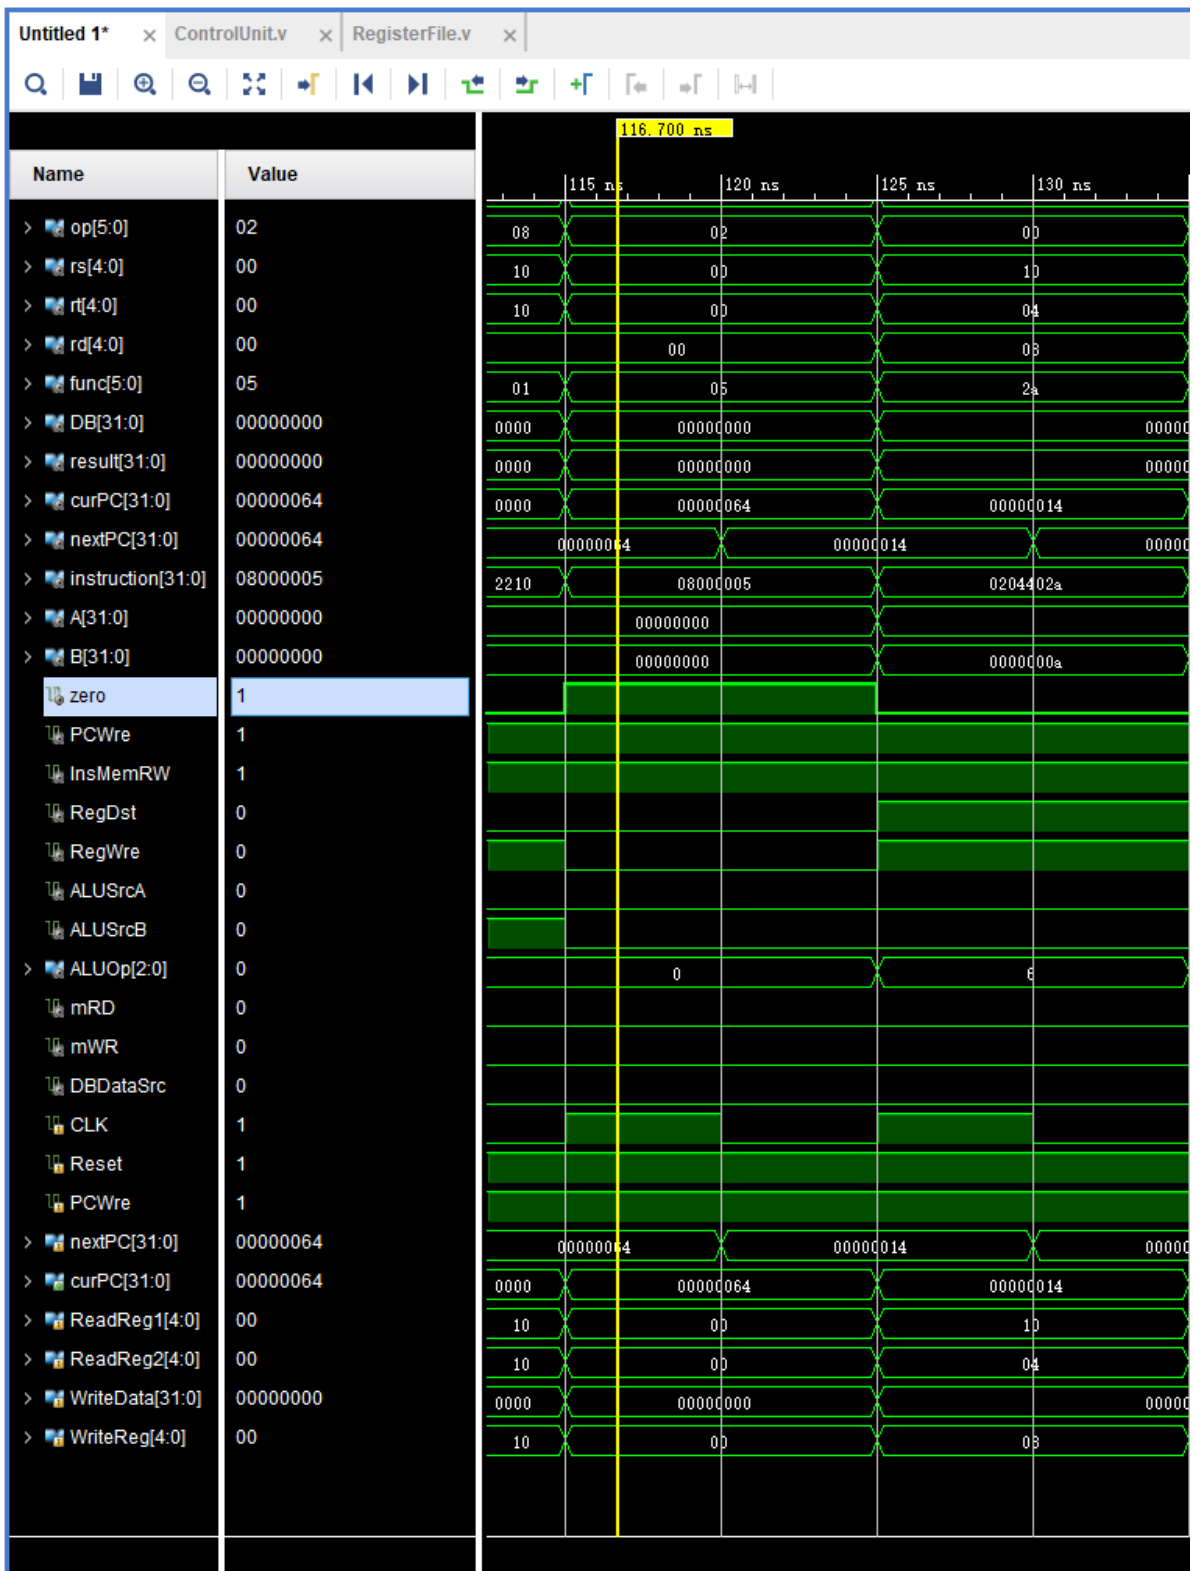 Untitled 1* × ControlUnit.v × RegisterFile.v ×
116.700 ns
Name Value 115 ns 120 ns 125 ns 130 ns
op[5:0] 02 08 02 00
rs[4:0] 00 10 00 10
rt[4:0] 00 10 00 04
rd[4:0] 00 00 08
func[5:0] 05 01 05 2a
DB[31:0] 00000000 0000 00000000 00000
result[31:0] 00000000 0000 00000000 00000
curPC[31:0] 00000064 0000 00000064 00000014
nextPC[31:0] 00000064 00000064 00000014 00000
instruction[31:0] 08000005 2210 08000005 0204402a
A[31:0] 00000000 00000000
B[31:0] 00000000 00000000 0000000a
zero 1
PCWre 1
InsMemRW 1
RegDst 0
RegWre 0
ALUSrcA 0
ALUSrcB 0
ALUOp[2:0] 0 0 6
mRD 0
mWR 0
DBDataSrc 0
CLK 1
Reset 1
PCWre 1
nextPC[31:0] 00000064 00000064 00000014 00000
curPC[31:0] 00000064 0000 00000064 00000014
ReadReg1[4:0] 00 10 00 10
ReadReg2[4:0] 00 10 00 04
WriteData[31:0] 00000000 0000 00000000 00000
WriteReg[4:0] 00 10 00 08